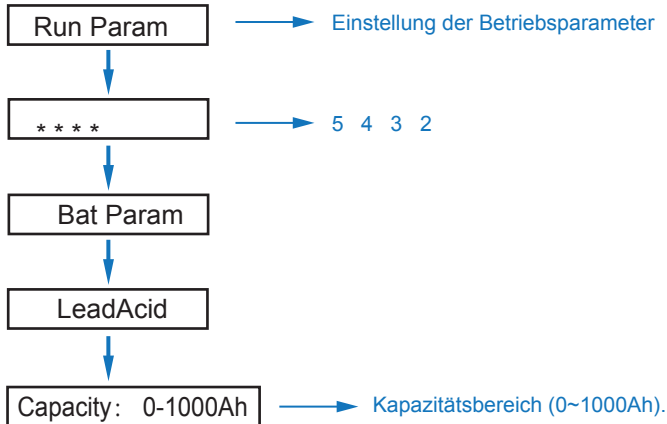 Run Param
Einstellung der Betriebsparameter
* * * *
5 4 3 2
Bat Param
LeadAcid
Capacity: 0-1000Ah
Kapazitätsbereich (0~1000Ah).